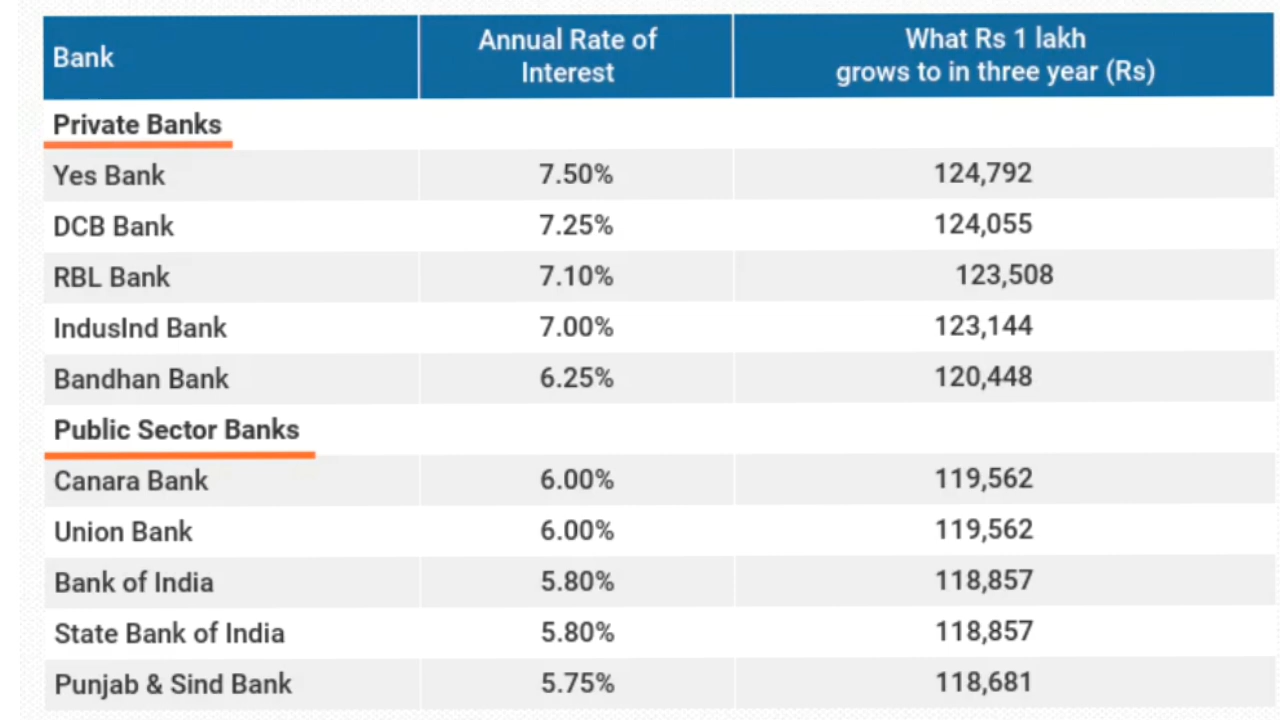 Bank Annual Rate of Interest What Rs 1 lakh grows to in three year (Rs)
Private Banks
Yes Bank 7.50% 124,792
DCB Bank 7.25% 124,055
RBL Bank 7.10% 123,508
IndusInd Bank 7.00% 123,144
Bandhan Bank 6.25% 120,448
Public Sector Banks
Canara Bank 6.00% 119,562
Union Bank 6.00% 119,562
Bank of India 5.80% 118,857
State Bank of India 5.80% 118,857
Punjab & Sind Bank 5.75% 118,681